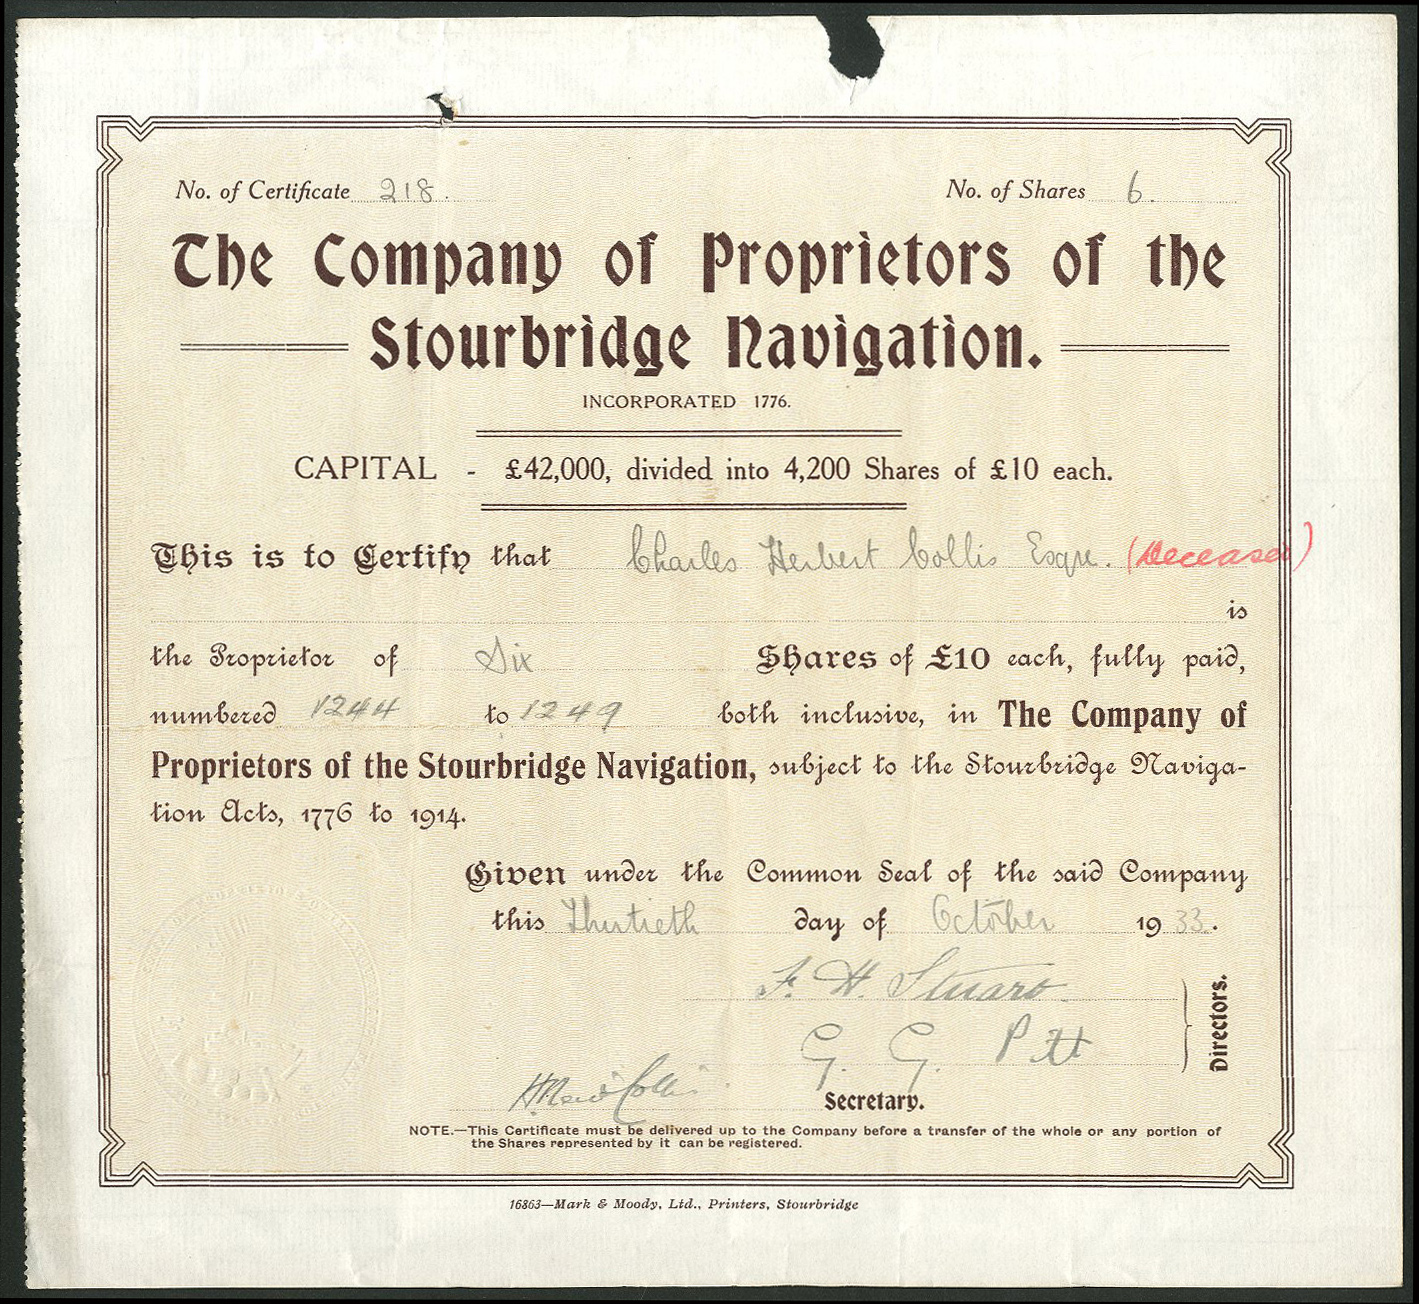 No. of Certificate 218. No. of Shares 6.
The Company of Proprietors of the
Stourbridge Navigation.
INCORPORATED 1776.
CAPITAL - £42,000, divided into 4,200 Shares of £10 each.
This is to Certify that Charles Herbert Collis Esqre. (Deceased)
is
the Proprietor of Six Shares of £10 each, fully paid,
numbered 1244 to 1249 both inclusive, in The Company of
Proprietors of the Stourbridge Navigation, subject to the Stourbridge Naviga-
tion Acts, 1776 to 1914.
Given under the Common Seal of the said Company
this Thirtieth day of October 1933.
F. H. Stuart
G. G. Pitt
Directors.
Collis Secretary.
NOTE.—This Certificate must be delivered up to the Company before a transfer of the whole or any portion of
the Shares represented by it can be registered.
16863—Mark & Moody, Ltd., Printers, Stourbridge